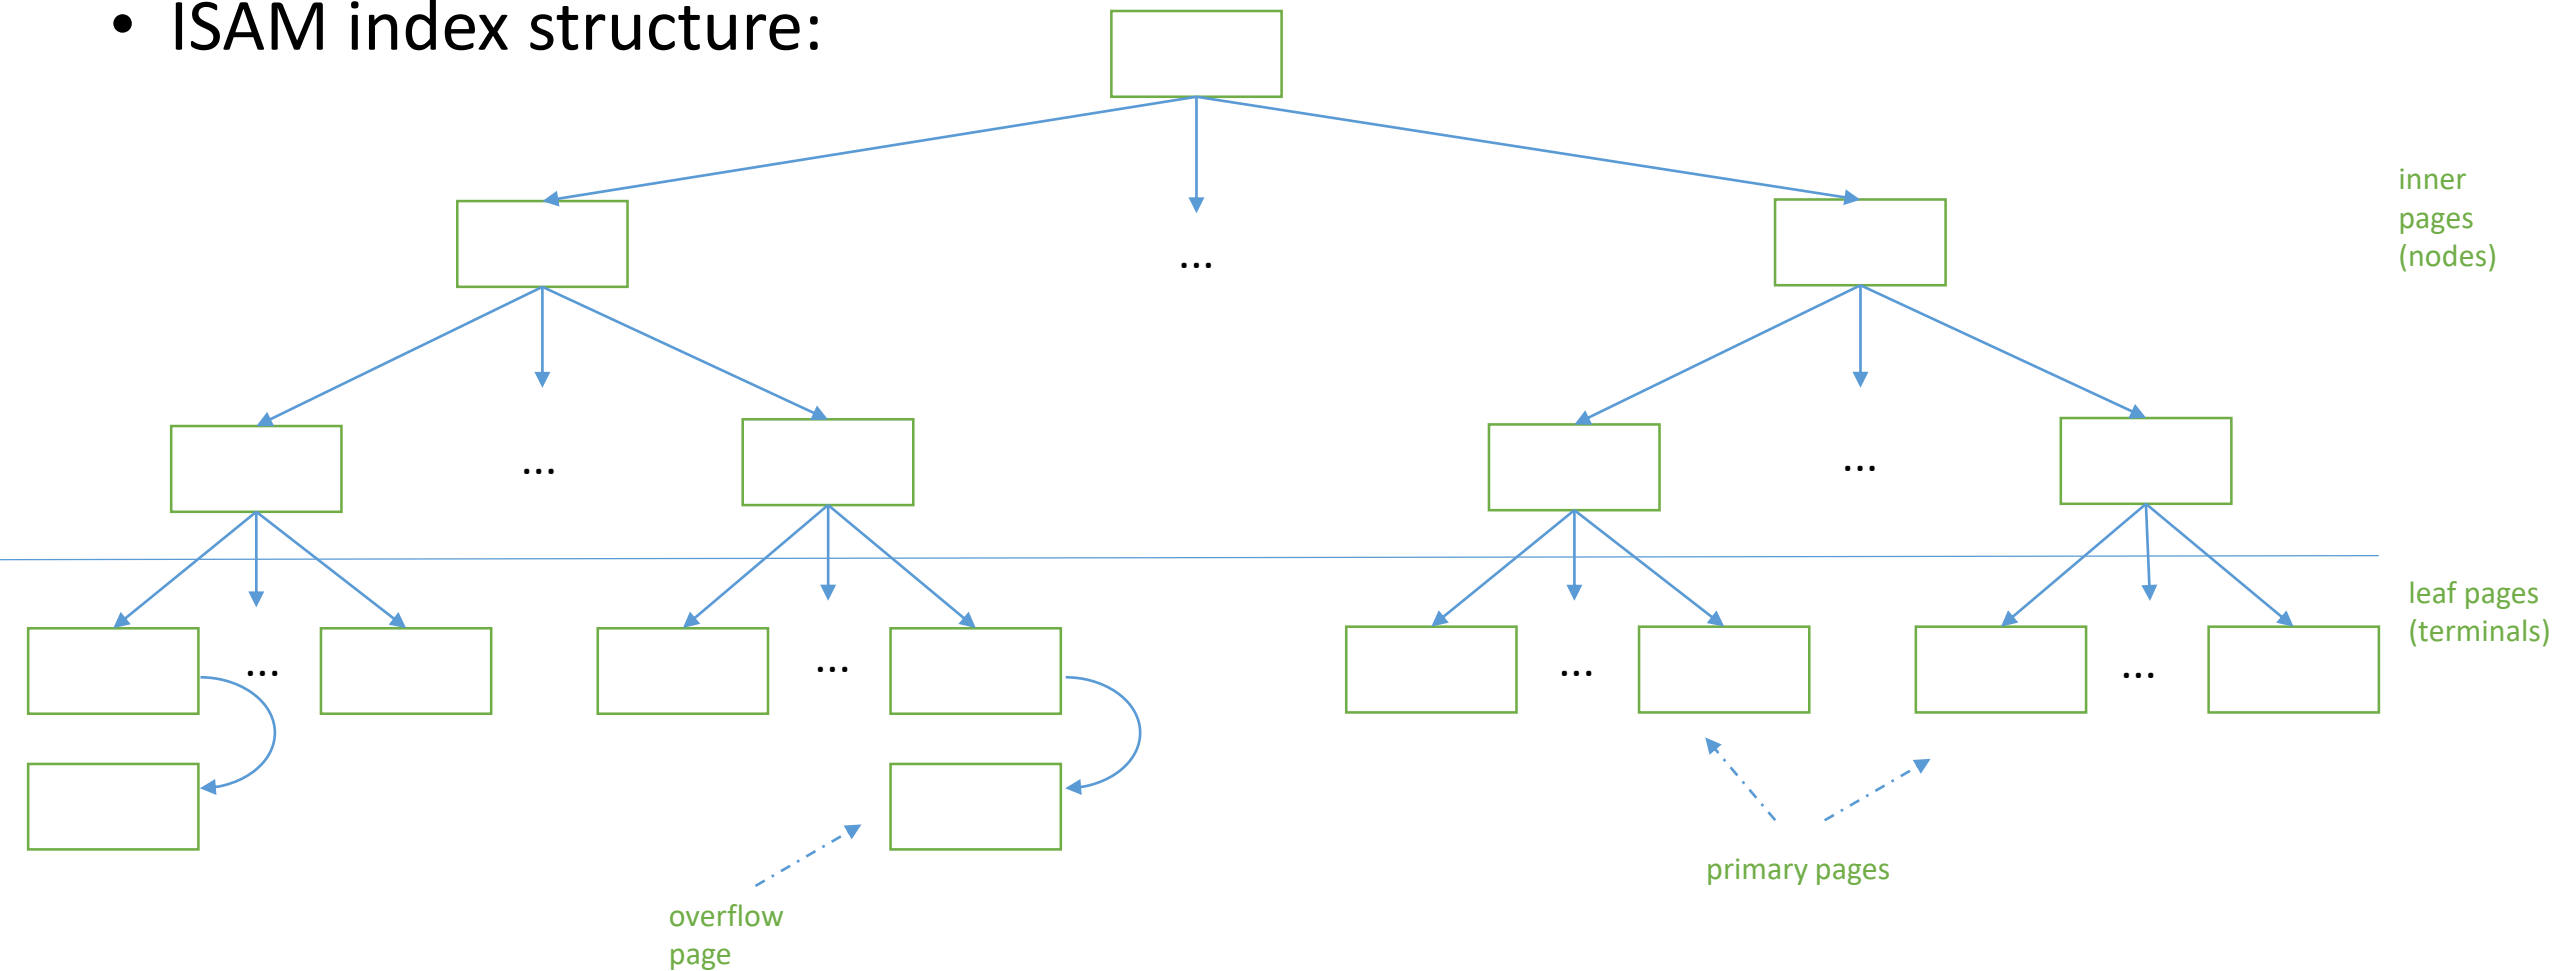 • ISAM index structure:
inner
pages
(nodes)
...
...
...
leaf pages
(terminals)
...
...
...
...
primary pages
overflow
page